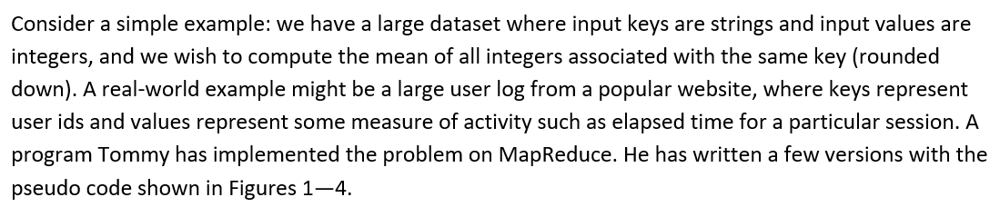 Consider a simple example: we have a large dataset where input keys are strings and input values are
integers, and we wish to compute the mean of all integers associated with the same key (rounded
down). A real-world example might be a large user log from a popular website, where keys represent
user ids and values represent some measure of activity such as elapsed time for a particular session. A
program Tommy has implemented the problem on MapReduce. He has written a few versions with the
pseudo code shown in Figures 1—4.